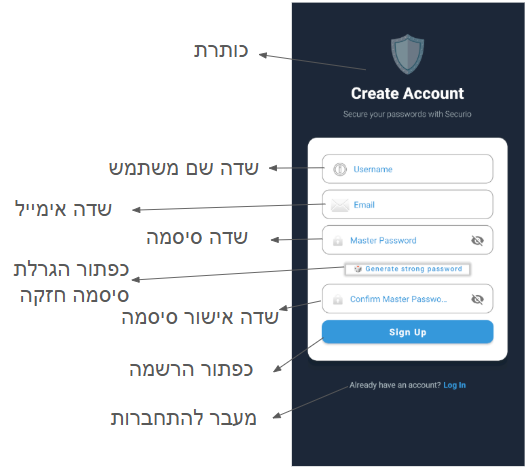 כותרת
Create Account
Secure your passwords with Securio
שדה שם משתמש
Username
שדה אימייל
Email
שדה סיסמה
Master Password
כפתור הגרלת
סיסמה חזקה
Generate strong password
שדה אישור סיסמה
Confirm Master Passwo...
Sign Up
כפתור הרשמה
Already have an account? Log In
מעבר להתחברות